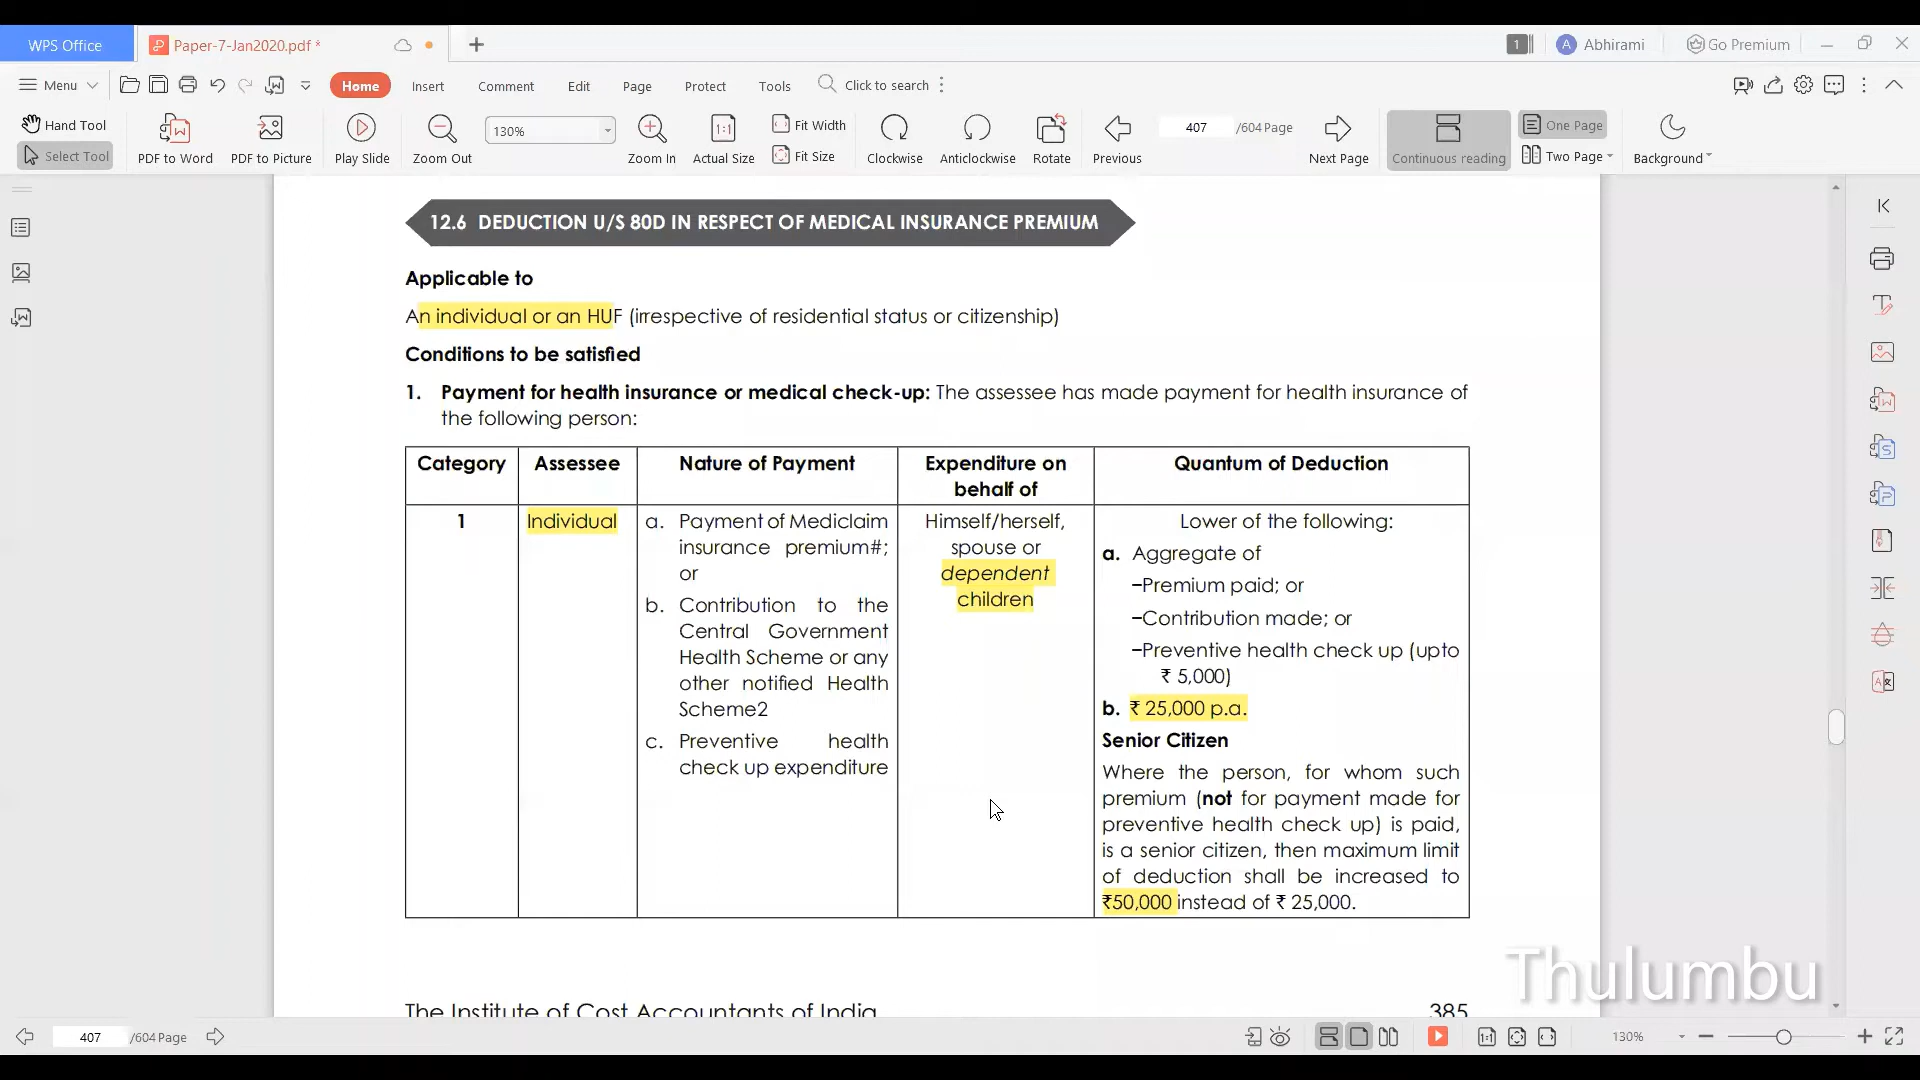 WPS Office
Paper-7-Jan2020.pdf *
1
A Abhirami
Go Premium
Menu
Home
Insert
Comment
Edit
Page
Protect
Tools
Click to search
Hand Tool
Select Tool
PDF to Word
PDF to Picture
Play Slide
Zoom Out
130%
Zoom In
1:1
Actual Size
Fit Width
Fit Size
Clockwise
Anticlockwise
Rotate
Previous
407 /604 Page
Next Page
Continuous reading
One Page
Two Page
Background
12.6 DEDUCTION U/S 80D IN RESPECT OF MEDICAL INSURANCE PREMIUM
Applicable to
An individual or an HUF (irrespective of residential status or citizenship)
Conditions to be satisfied
1. Payment for health insurance or medical check-up: The assessee has made payment for health insurance of
the following person:
Category
Assessee
Nature of Payment
Expenditure on
behalf of
Quantum of Deduction
1
Individual
a. Payment of Mediclaim
insurance premium#;
or
b. Contribution to the
Central Government
Health Scheme or any
other notified Health
Scheme2
c. Preventive health
check up expenditure
Himself/herself,
spouse or
dependent
children
Lower of the following:
a. Aggregate of
–Premium paid; or
–Contribution made; or
–Preventive health check up (upto
₹ 5,000)
b. ₹ 25,000 p.a.
Senior Citizen
Where the person, for whom such
premium (not for payment made for
preventive health check up) is paid,
is a senior citizen, then maximum limit
of deduction shall be increased to
₹50,000 instead of ₹ 25,000.
Thulumbu
The Institute of Cost Accountants of India
385
407 /604 Page
1:1
130%